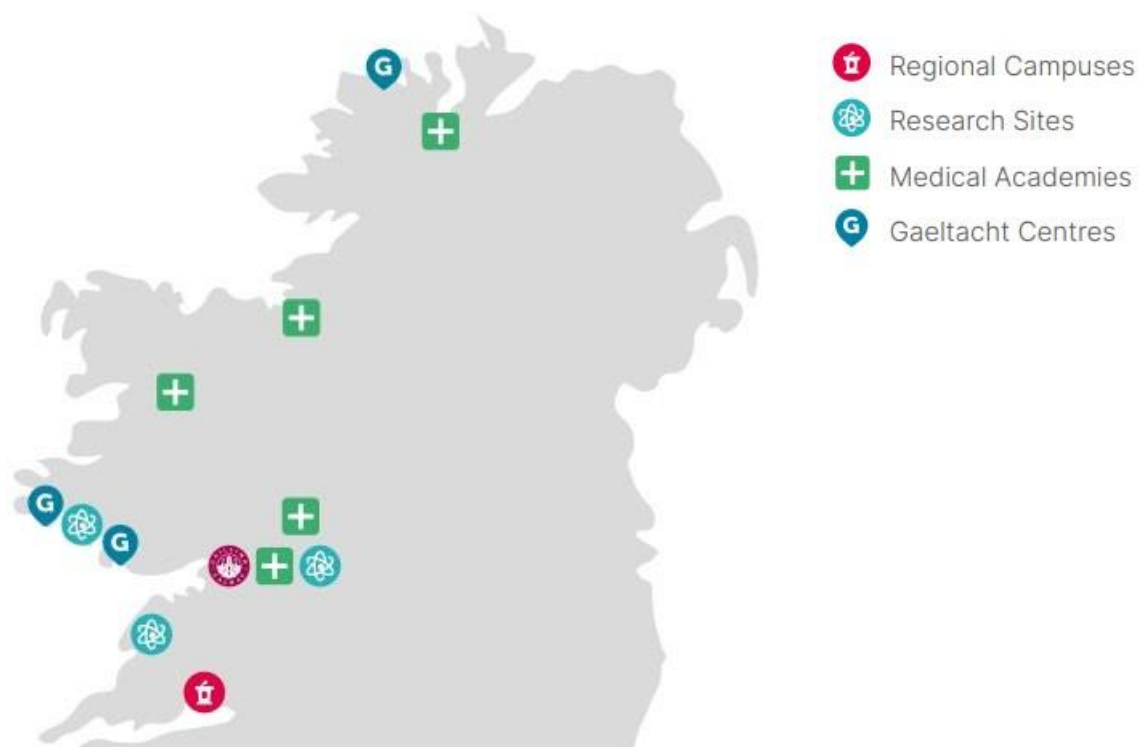 G
Regional Campuses
Research Sites
Medical Academies
G Gaeltacht Centres
G
G